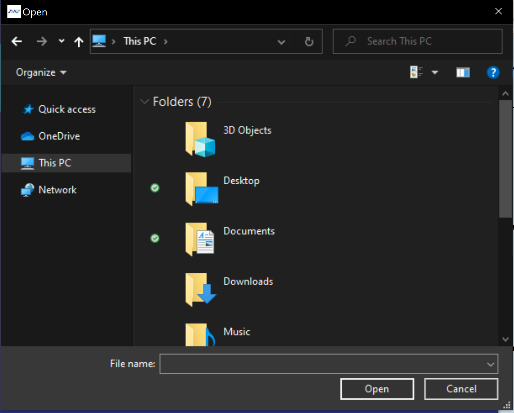 Open
This PC
Search This PC
Organize
Quick access
OneDrive
This PC
Network
Folders (7)
3D Objects
Desktop
Documents
Downloads
Music
File name:
Open
Cancel